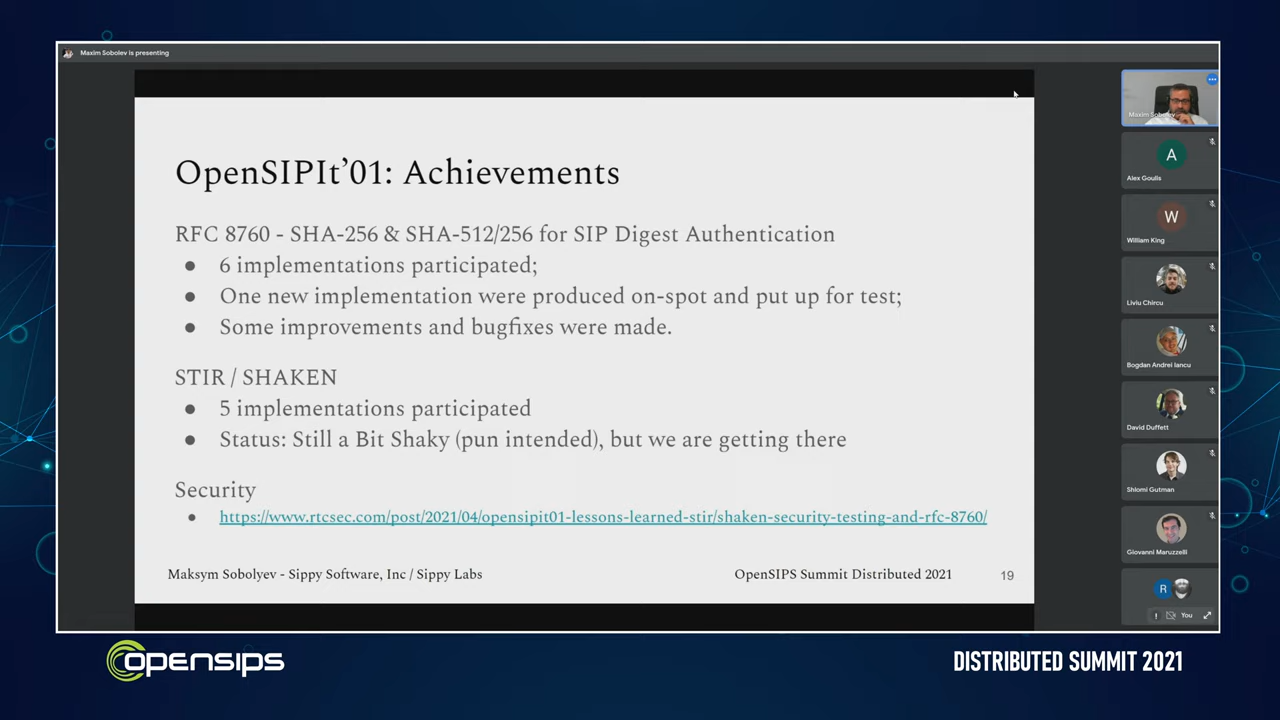 Maxim Sobolev is presenting
OpenSIPIt’01: Achievements
RFC 8760 - SHA-256 & SHA-512/256 for SIP Digest Authentication
● 6 implementations participated;
● One new implementation were produced on-spot and put up for test;
● Some improvements and bugfixes were made.
STIR / SHAKEN
● 5 implementations participated
● Status: Still a Bit Shaky (pun intended), but we are getting there
Security
● https://www.rtcsec.com/post/2021/04/opensipit01-lessons-learned-stir/shaken-security-testing-and-rfc-8760/
Maksym Sobolyev - Sippy Software, Inc / Sippy Labs
OpenSIPS Summit Distributed 2021
19
Maxim Sobolev
A
Alex Goulis
W
William King
Liviu Chircu
Bogdan Andrei Iancu
David Duffett
Shlomi Gutman
Giovanni Maruzzelli
R
You
opensips
DISTRIBUTED SUMMIT 2021